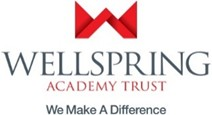 WELLSPRING
ACADEMY TRUST
We Make A Difference